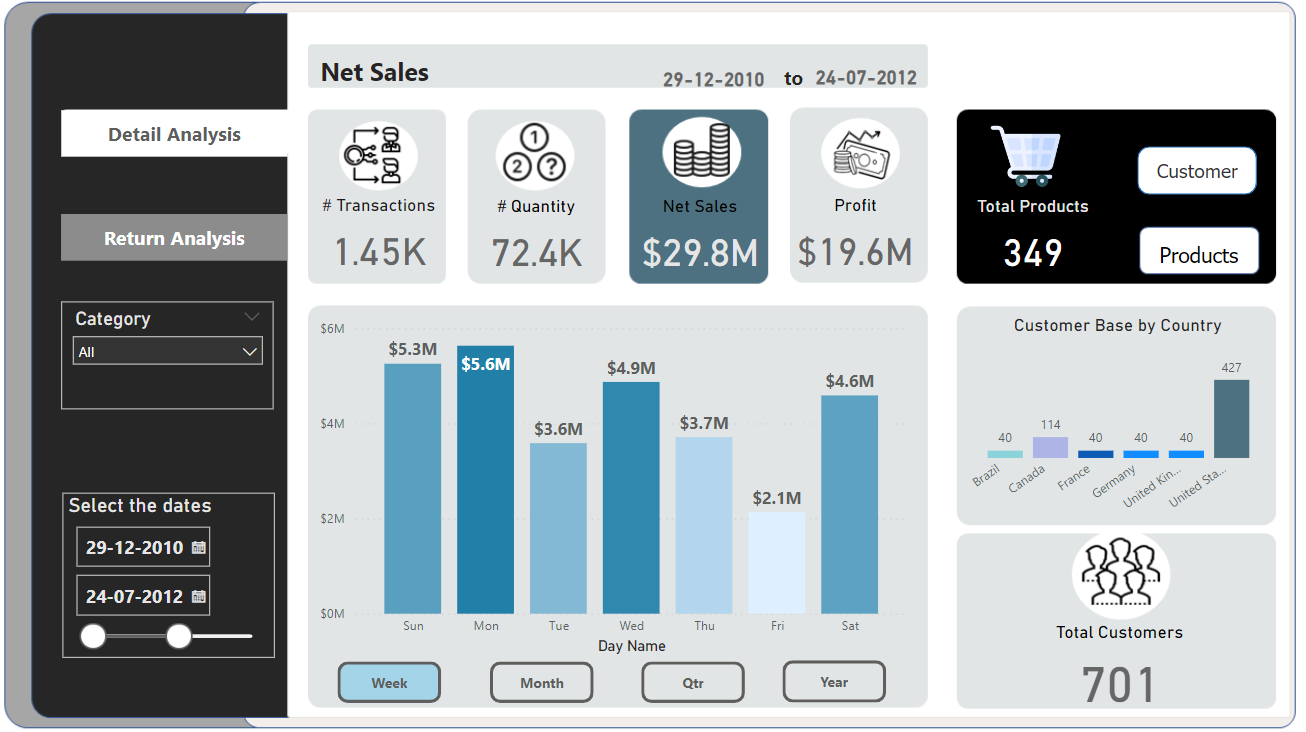 Detail Analysis
Return Analysis
Category
All
Select the dates
29-12-2010
24-07-2012
Net Sales
29-12-2010 to 24-07-2012
# Transactions
1.45K
1
2 ?
# Quantity
72.4K
Net Sales
$29.8M
Profit
$19.6M
Total Products
349
Customer
Products
$6M
$4M
$2M
$0M
$5.3M
$5.6M
$3.6M
$4.9M
$3.7M
$2.1M
$4.6M
Sun Mon Tue Wed Thu Fri Sat
Day Name
Week Month Qtr Year
Customer Base by Country
40 114 40 40 40 427
Brazil Canada France Germany United Kin... United Sta...
Total Customers
701